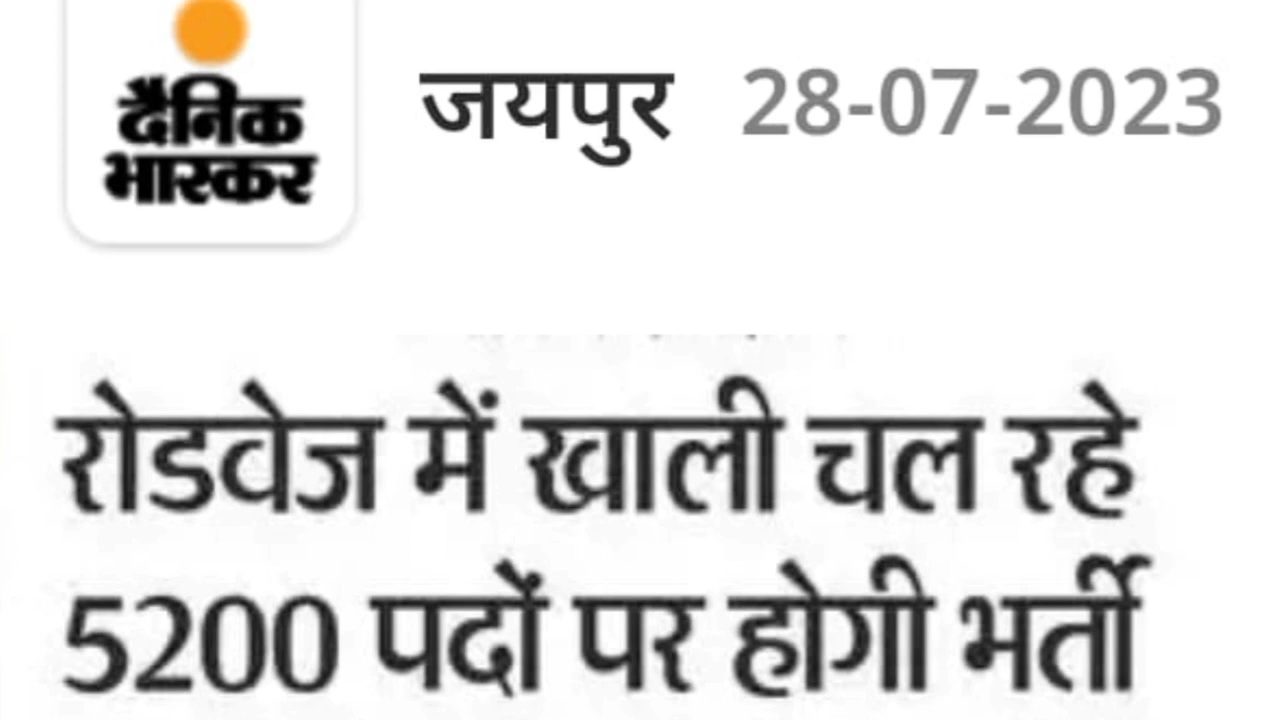 दैनिक
भास्कर
जयपुर 28-07-2023
रोडवेज में खाली चल रहे
5200 पदों पर होगी भर्ती